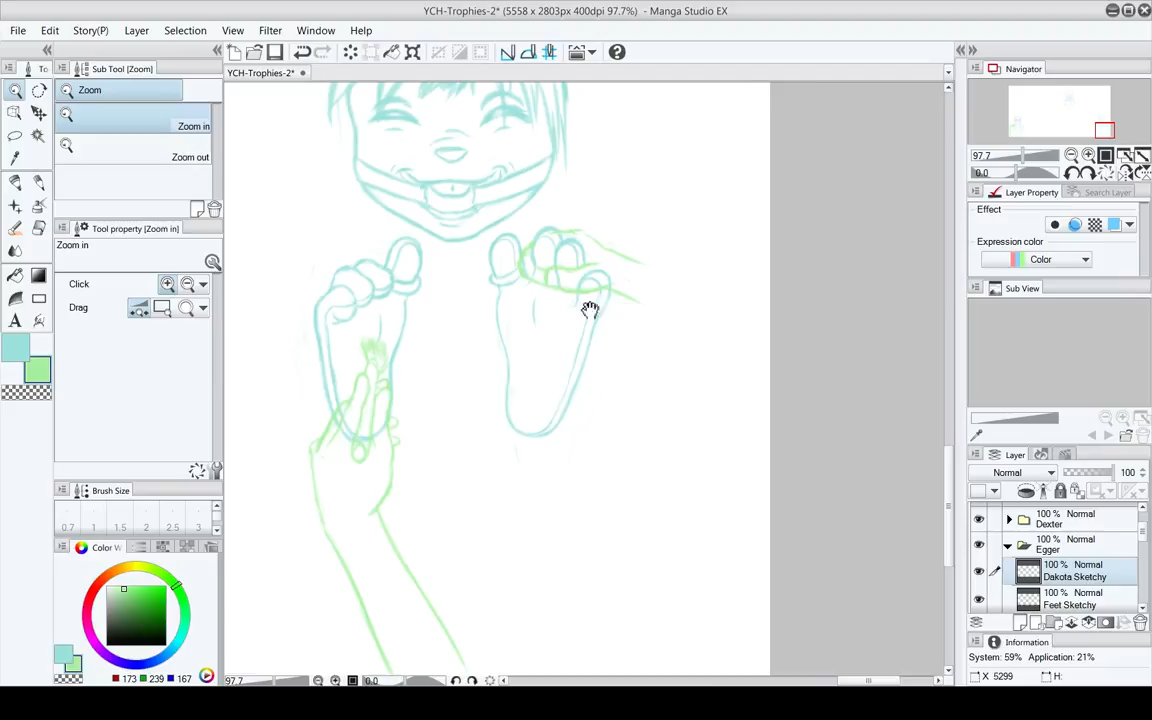 YCH-Trophies-2* (5558 x 2803px 400dpi 97.7%) - Manga Studio EX
File Edit Story(P) Layer Selection View Filter Window Help
To Sub Tool [Zoom]
YCH-Trophies-2*
Navigator
Zoom
Zoom in
Zoom out
97.7
0.0
Layer Property Search Layer
Effect
Expression color
Color
Tool property [Zoom in]
Zoom in
Click
Drag
Sub View
Layer
Normal 100
100 % Normal
Dexter
100 % Normal
Egger
100 % Normal
Dakota Sketchy
100 % Normal
Feet Sketchy
Brush Size
0.7 1 1.5 2 2.5 3
Color W
173 239 167
97.7 0.0
Information
System: 59% Application: 21%
X 5299 H: